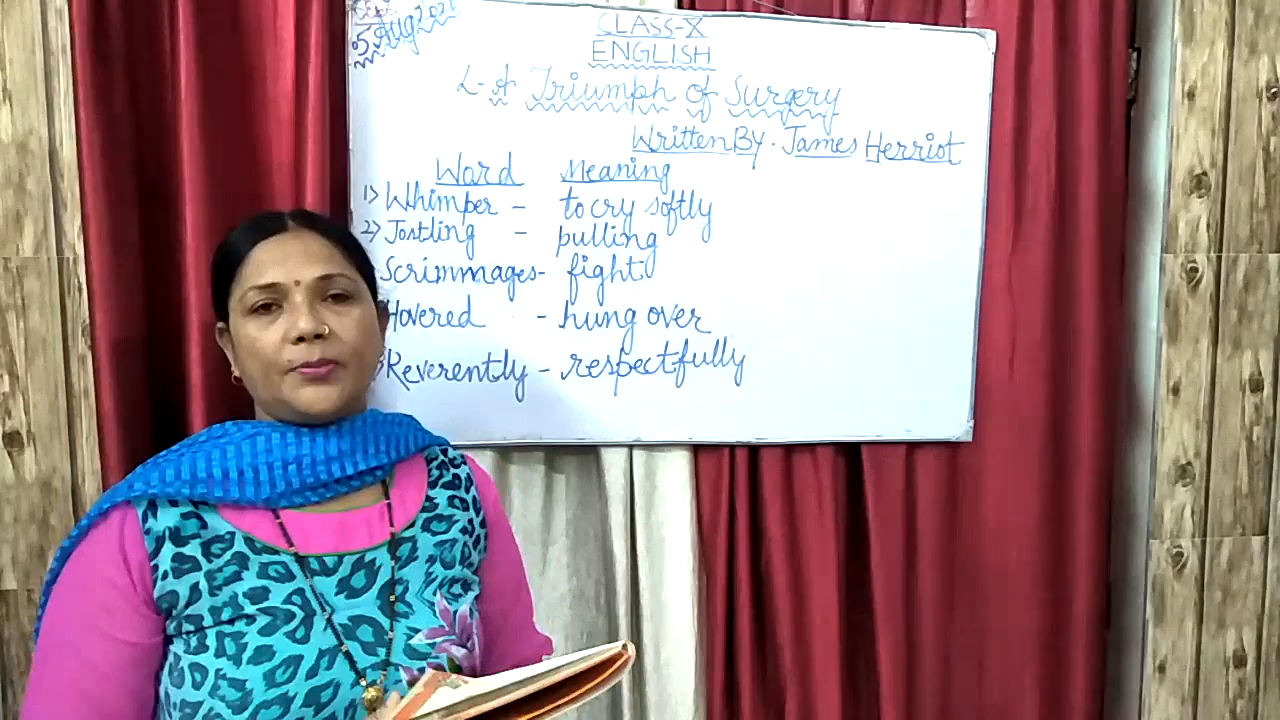 5 Aug 2021
CLASS-X
ENGLISH
L- A Triumph of Surgery
Written By. James Herriot
Word Meaning
1) Whimper - to cry softly
2) Jostling - pulling
Scrimmages- fight
Hovered - hung over
Reverently - respectfully